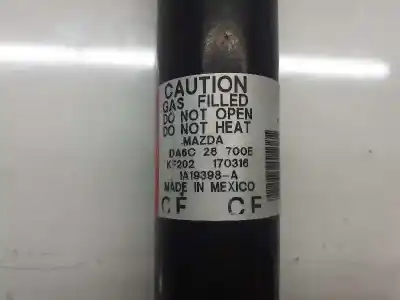 CAUTION
GAS FILLED
DO NOT OPEN
DO NOT HEAT
MAZDA
DA6C 28 700E
KF202 170316
1A19398-A
MADE IN MEXICO
CF CF